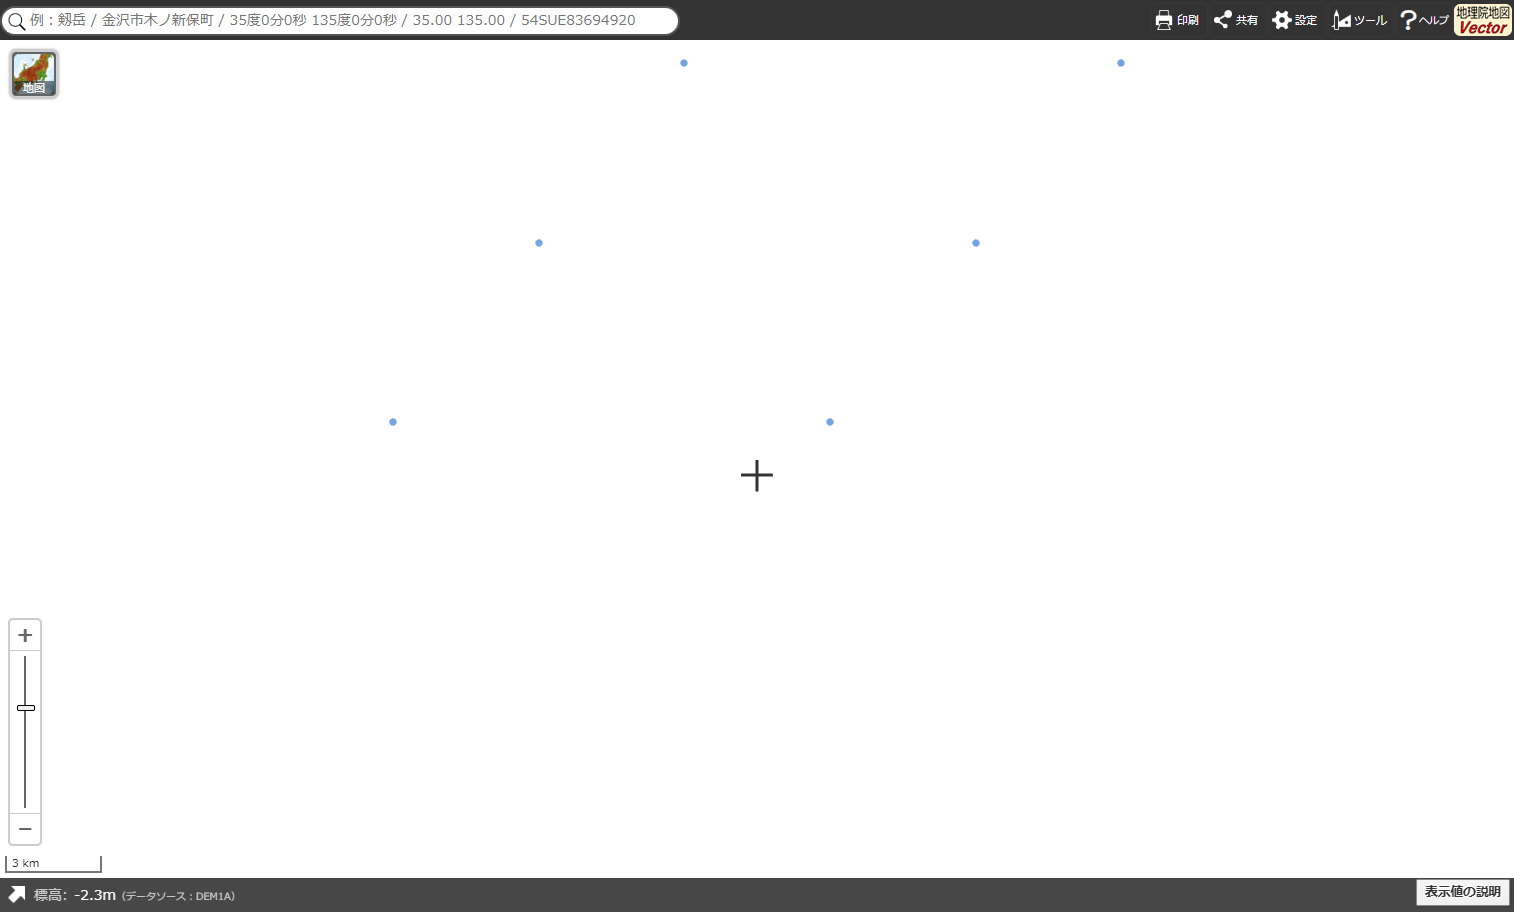 例：剱岳 / 金沢市木ノ新保町 / 35度0分0秒 135度0分0秒 / 35.00 135.00 / 54SUE83694920
印刷
共有
設定
ツール
ヘルプ
地理院地図
Vector
地図
+
−
3 km
標高: -2.3m（データソース：DEM1A）
表示値の説明